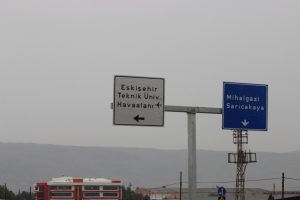 Eskişehir
Teknik Üniv.
Havaalanı
Mihalgazi
Sarıcakaya